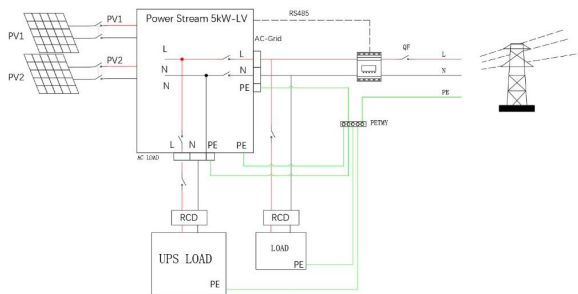 Power Stream 5kW-LV
RS485
PV1
PV1
PV2
PV2
AC-Grid
L
L
N
N
N
PE
QF
L
N
PE
PETMY
L
N
PE
PE
AC LOAD
RCD
RCD
UPS LOAD
PE
LOAD
PE